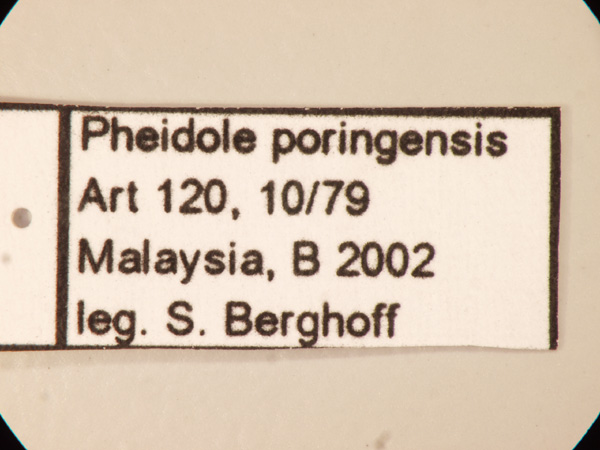 Pheidole poringensis
Art 120, 10/79
Malaysia, B 2002
leg. S. Berghoff